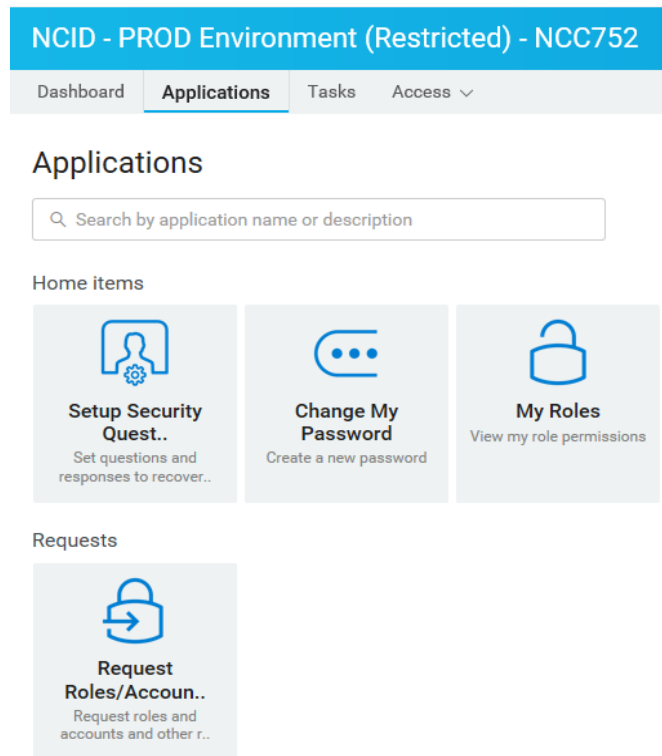 NCID - PROD Environment (Restricted) - NCC752
Dashboard Applications Tasks Access
Applications
Search by application name or description
Home items
Setup Security
Quest..
Set questions and
responses to recover..
Change My
Password
Create a new password
My Roles
View my role permissions
Requests
Request
Roles/Accoun..
Request roles and
accounts and other r..